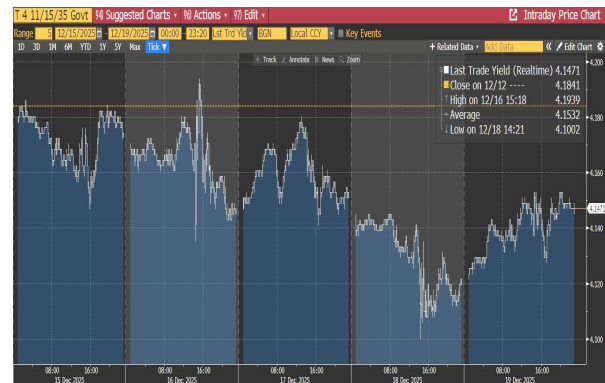 T 4 11/15/35 Govt 94) Suggested Charts 96) Actions 97) Edit Intraday Price Chart
Range 5 12/15/2025 - 12/19/2025 00:00 - 23:20 Lst Trd Yld BGN Local CCY Key Events
1D 3D 1M 6M YTD 1Y 5Y Max Tick ▼ + Related Data Add Data « Edit Chart
+ Track Annotate News Zoom
Last Trade Yield (Realtime) 4.1471
Close on 12/12 ---- 4.1841
High on 12/16 15:18 4.1939
Average 4.1532
Low on 12/18 14:21 4.1002
4.200
4.180
4.160
4.1471
4.140
4.120
4.100
08:00 16:00 08:00 16:00 08:00 16:00 08:00 16:00 08:00 16:00
15 Dec 2025 16 Dec 2025 17 Dec 2025 18 Dec 2025 19 Dec 2025